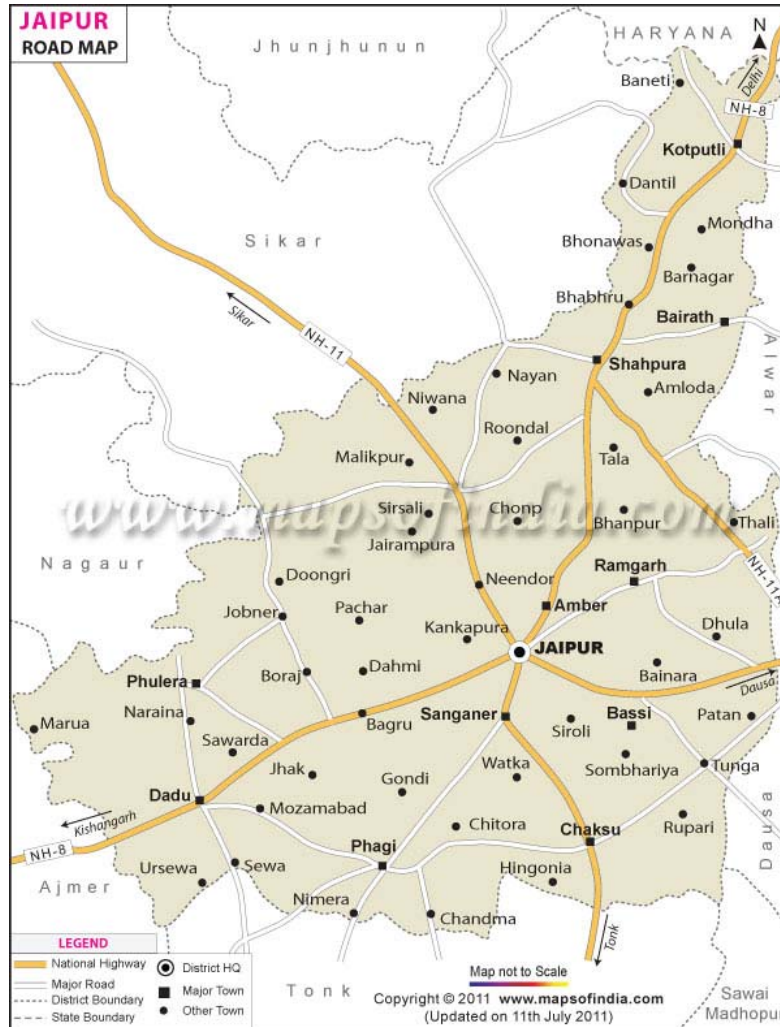 JAIPUR
ROAD MAP
Jhunjhunun
HARYANA
N
Delhi
Baneti
NH-8
Kotputli
Dantil
Mondha
Sikar
Bhonawas
Barnagar
Bhabhru
Sikar
Bairath
NH-11
Alwar
Shahpura
Nayan
Amloda
Niwana
Roondal
Malikpur
Tala
www.mapsofindia.com
Sirsali
Chonp
Bhanpur
Thali
Jairampura
Nagaur
Ramgarh
NH-11A
Doongri
Neendor
Jobner
Pachar
Amber
Kankapura
Dhula
JAIPUR
Boraj
Dahmi
Bainara
Phulera
Dausa
Marua
Naraina
Bagru
Sanganer
Siroli
Bassi
Patan
Sawarda
Watka
Sombhariya
Tunga
Jhak
Gondi
Dadu
Mozamabad
Kishangarh
Chitora
Chaksu
Rupari
Dausa
NH-8
Phagi
Ajmer
Ursewa
Sewa
Hingonia
Nimera
Chandma
Tonk
LEGEND
National Highway
District HQ
Major Road
Major Town
District Boundary
Other Town
State Boundary
Tonk
Map not to Scale
Copyright © 2011 www.mapsofindia.com
(Updated on 11th July 2011)
Sawai
Madhopu